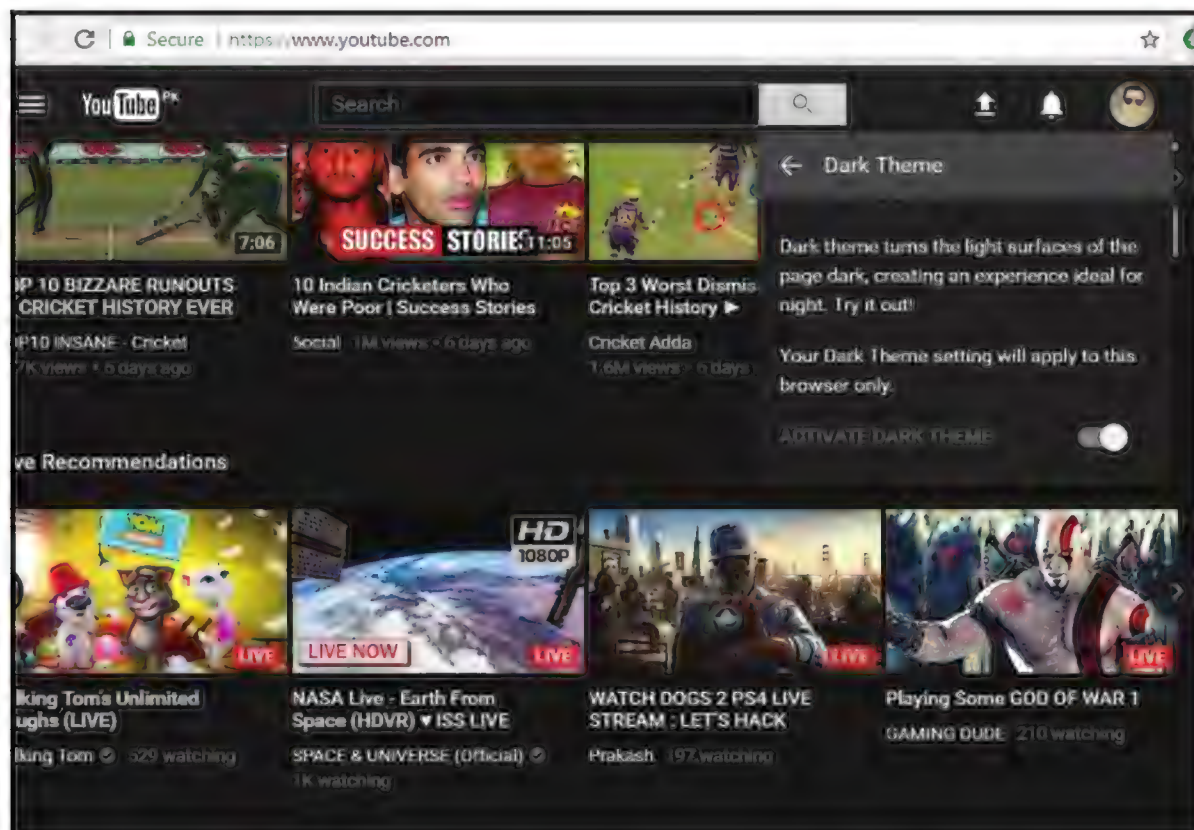 Secure https://www.youtube.com
YouTube PK
Search
Dark Theme
Dark theme turns the light surfaces of the
page dark, creating an experience ideal for
night. Try it out!
Your Dark Theme setting will apply to this
browser only.
ACTIVATE DARK THEME
7:06
OP 10 BIZZARE RUNOUTS
CRICKET HISTORY EVER
OP10 INSANE - Cricket
7K views • 6 days ago
SUCCESS STORIES 11:05
10 Indian Cricketers Who
Were Poor | Success Stories
Social 1M views • 6 days ago
Top 3 Worst Dismis
Cricket History ►
Cricket Adda
1.6M views • 6 days
ve Recommendations
LIVE
lking Tom's Unlimited
ughs (LIVE)
lking Tom 529 watching
HD
1080P
LIVE NOW
LIVE
NASA Live - Earth From
Space (HDVR) ▼ ISS LIVE
SPACE & UNIVERSE (Official)
1K watching
LIVE
WATCH DOGS 2 PS4 LIVE
STREAM : LET'S HACK
Prakash 197 watching
LIVE
Playing Some GOD OF WAR 1
GAMING DUDE 210 watching